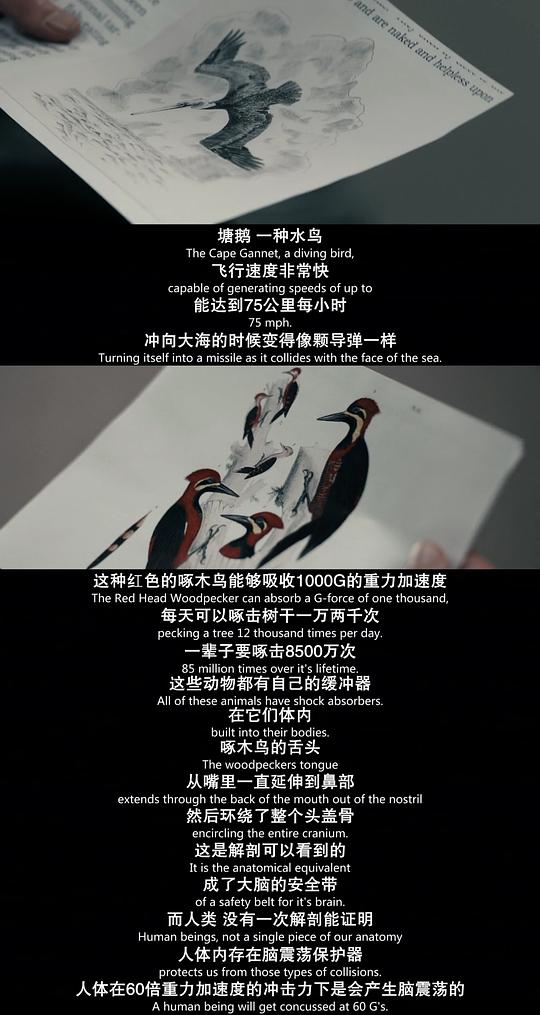 and are naked and helpless upon
塘鹅 一种水鸟
The Cape Gannet, a diving bird,
飞行速度非常快
capable of generating speeds of up to
能达到75公里每小时
75 mph.
冲向大海的时候变得像颗导弹一样
Turning itself into a missile as it collides with the face of the sea.
这种红色的啄木鸟能够吸收1000G的重力加速度
The Red Head Woodpecker can absorb a G-force of one thousand,
每天可以啄击树干一万两千次
pecking a tree 12 thousand times per day.
一辈子要啄击8500万次
85 million times over it's lifetime.
这些动物都有自己的缓冲器
All of these animals have shock absorbers.
在它们体内
built into their bodies.
啄木鸟的舌头
The woodpeckers tongue
从嘴里一直延伸到鼻部
extends through the back of the mouth out of the nostril
然后环绕了整个头盖骨
encircling the entire cranium.
这是解剖可以看到的
It is the anatomical equivalent
成了大脑的安全带
of a safety belt for it's brain.
而人类 没有一次解剖能证明
Human beings, not a single piece of our anatomy
人体内存在脑震荡保护器
protects us from those types of collisions.
人体在60倍重力加速度的冲击力下是会产生脑震荡的
A human being will get concussed at 60 G's.